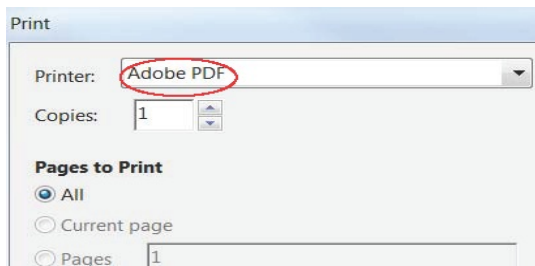 Print
Printer: Adobe PDF
Copies: 1
Pages to Print
All
Current page
Pages 1